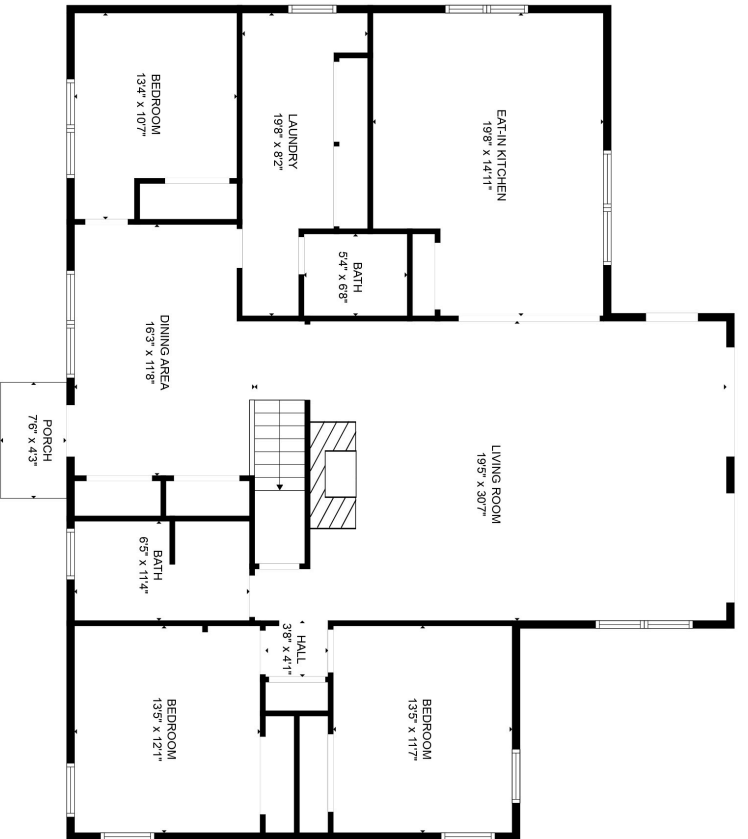 BEDROOM
13'4" x 10'7"
LAUNDRY
19'8" x 8'2"
EAT-IN KITCHEN
19'8" x 14'11"
BATH
5'4" x 6'8"
DINING AREA
16'3" x 11'8"
PORCH
7'6" x 4'3"
LIVING ROOM
19'5" x 30'7"
BATH
6'5" x 11'4"
HALL
3'8" x 4'1"
BEDROOM
13'5" x 12'1"
BEDROOM
13'5" x 11'7"